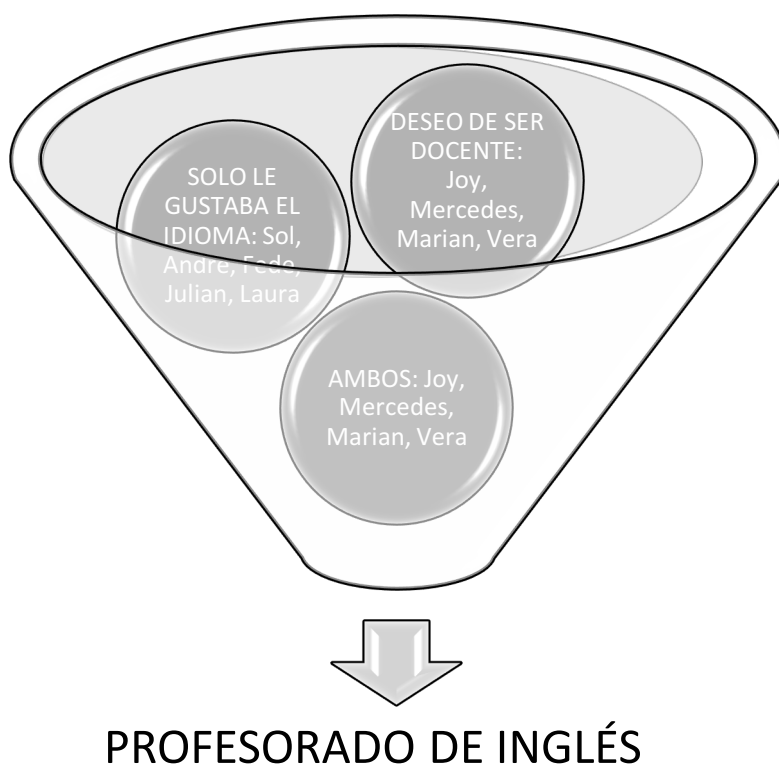 SOLO LE
GUSTABA EL
IDIOMA: Sol,
Andre, Fede,
Julian, Laura
DESEO DE SER
DOCENTE:
Joy,
Mercedes,
Marian, Vera
AMBOS: Joy,
Mercedes,
Marian, Vera
PROFESORADO DE INGLÉS